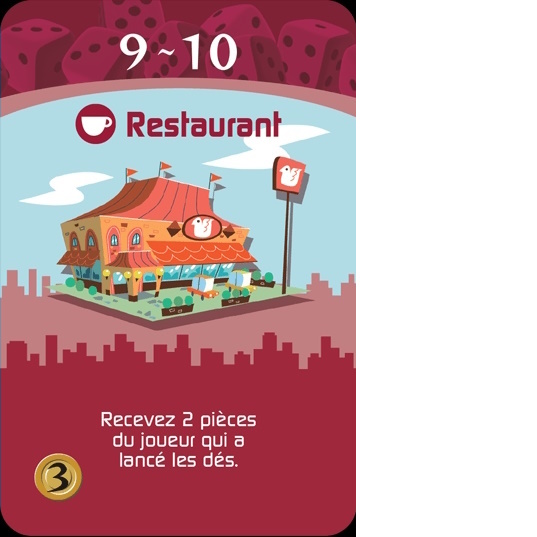 9~10
Restaurant
Recevez 2 pièces
du joueur qui a
lancé les dés.
3